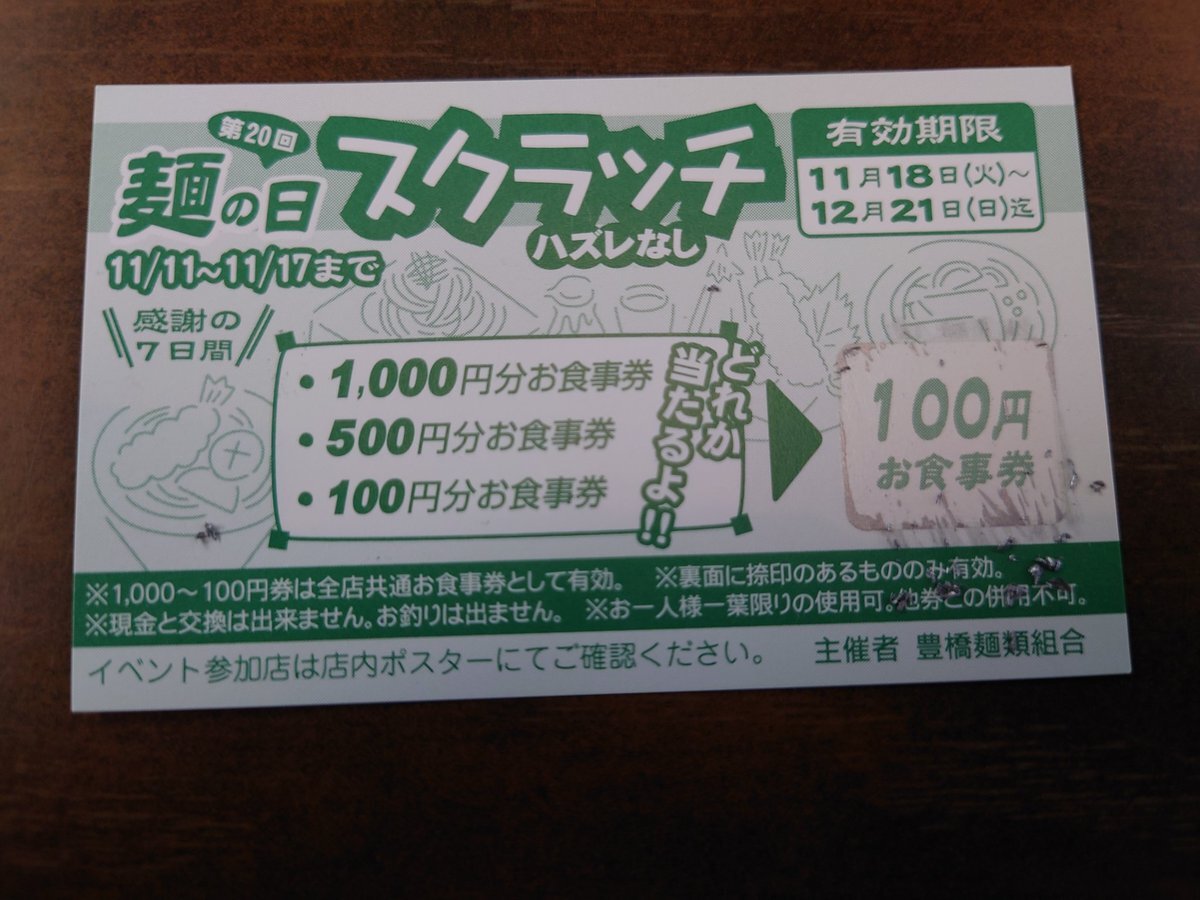 第20回
麺の日
スクラッチ
ハズレなし
11/11~11/17まで
感謝の
7日間
有効期限
11月18日(火)~
12月21日(日)迄
・1,000円分お食事券
・500円分お食事券
・100円分お食事券
どれか
当たるよ!!
100円
お食事券
※1,000~100円券は全店共通お食事券として有効。 ※裏面に捺印のあるもののみ有効。
※現金と交換は出来ません。お釣りは出ません。 ※お一人様一葉限りの使用可。他券との併用不可。
イベント参加店は店内ポスターにてご確認ください。 主催者 豊橋麺類組合